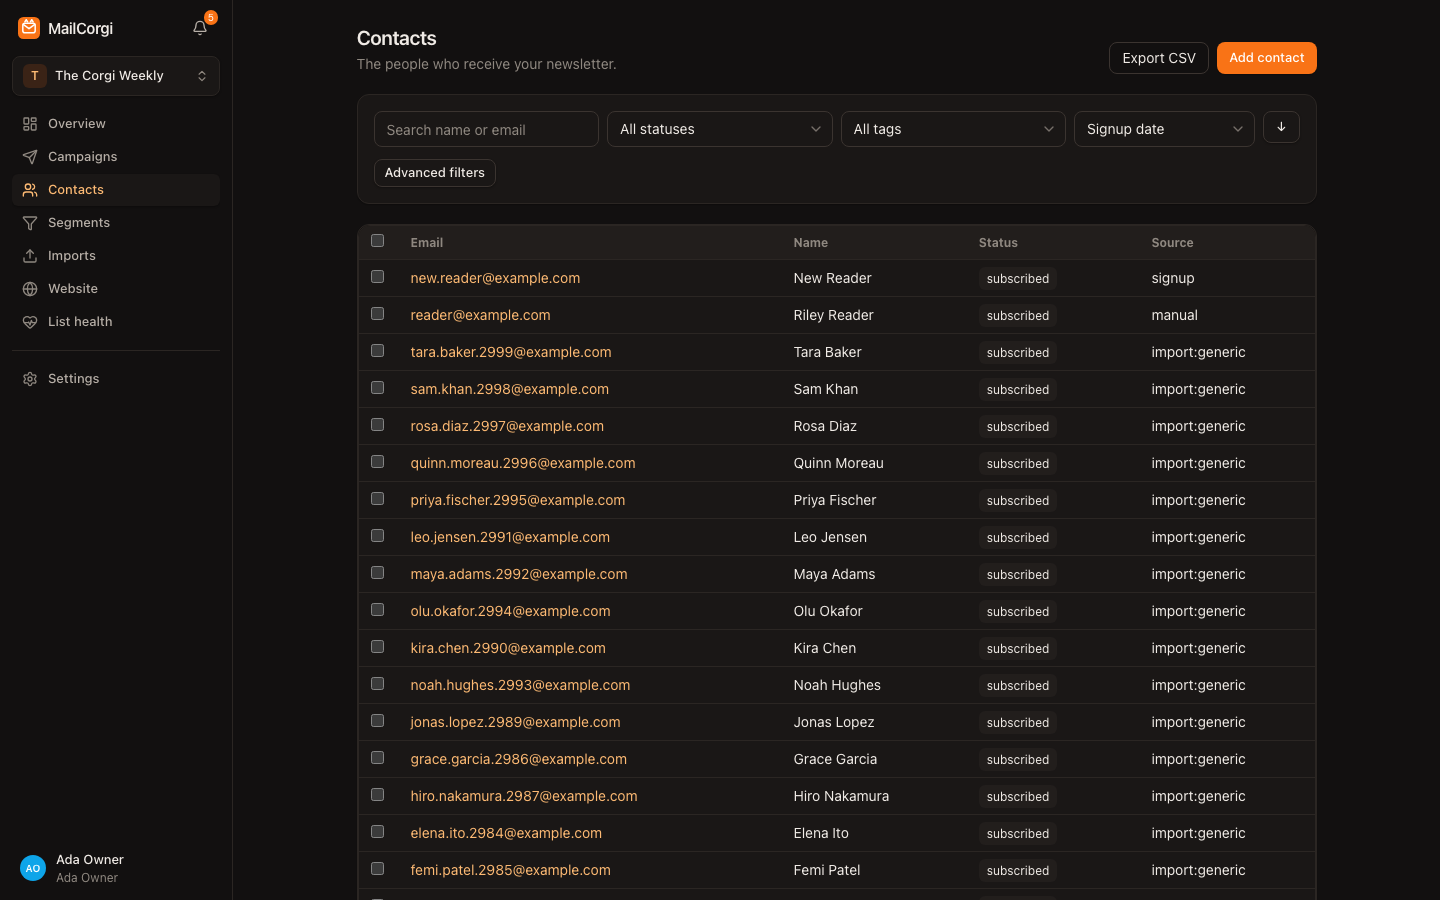 MailCorgi
5
T
The Corgi Weekly
Overview
Campaigns
Contacts
Segments
Imports
Website
List health
Settings
AO
Ada Owner
Ada Owner
Contacts
The people who receive your newsletter.
Export CSV
Add contact
Search name or email
All statuses
All tags
Signup date
Advanced filters
Email Name Status Source
new.reader@example.com New Reader subscribed signup
reader@example.com Riley Reader subscribed manual
tara.baker.2999@example.com Tara Baker subscribed import:generic
sam.khan.2998@example.com Sam Khan subscribed import:generic
rosa.diaz.2997@example.com Rosa Diaz subscribed import:generic
quinn.moreau.2996@example.com Quinn Moreau subscribed import:generic
priya.fischer.2995@example.com Priya Fischer subscribed import:generic
leo.jensen.2991@example.com Leo Jensen subscribed import:generic
maya.adams.2992@example.com Maya Adams subscribed import:generic
olu.okafor.2994@example.com Olu Okafor subscribed import:generic
kira.chen.2990@example.com Kira Chen subscribed import:generic
noah.hughes.2993@example.com Noah Hughes subscribed import:generic
jonas.lopez.2989@example.com Jonas Lopez subscribed import:generic
grace.garcia.2986@example.com Grace Garcia subscribed import:generic
hiro.nakamura.2987@example.com Hiro Nakamura subscribed import:generic
elena.ito.2984@example.com Elena Ito subscribed import:generic
femi.patel.2985@example.com Femi Patel subscribed import:generic